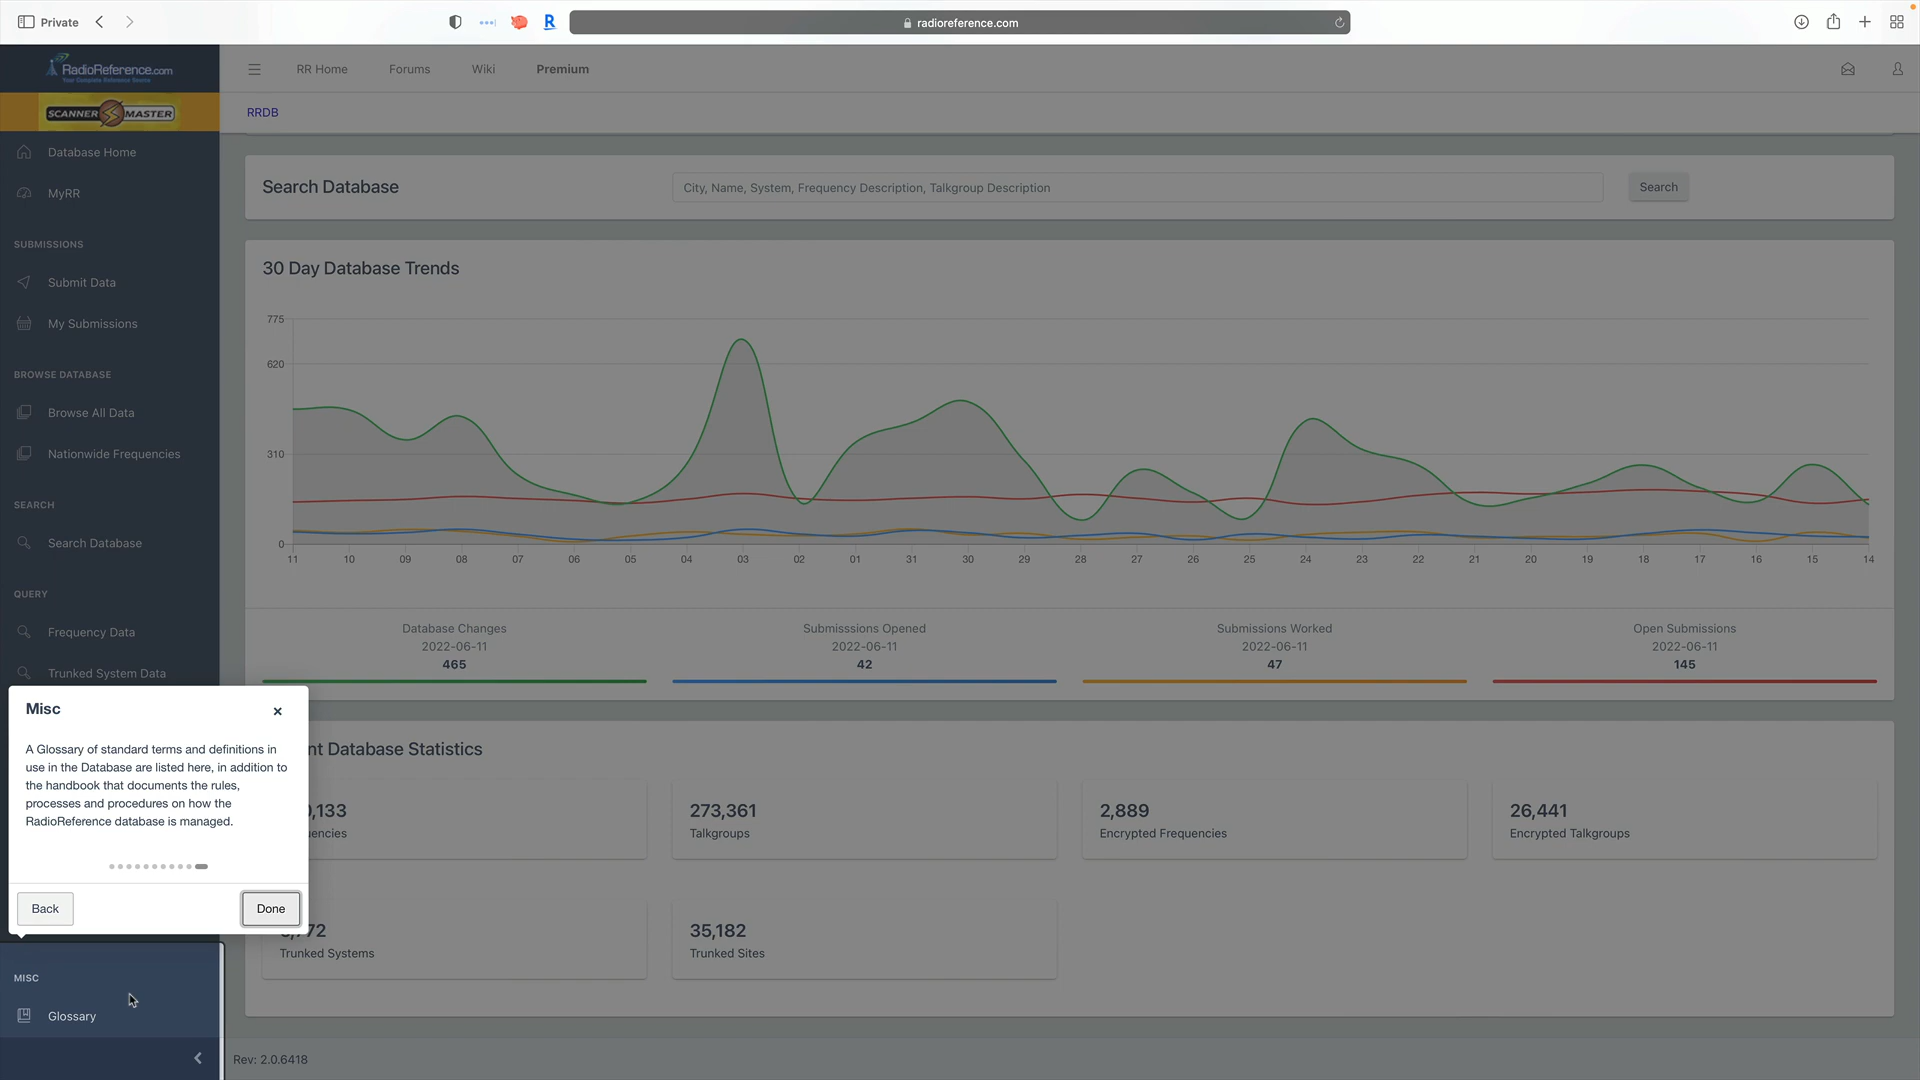 Private
R
radioreference.com
RadioReference.com
SCANNER MASTER
RR Home
Forums
Wiki
Premium
RRDB
Database Home
MyRR
SUBMISSIONS
Submit Data
My Submissions
BROWSE DATABASE
Browse All Data
Nationwide Frequencies
SEARCH
Search Database
QUERY
Frequency Data
Trunked System Data
Search Database
City, Name, System, Frequency Description, Talkgroup Description
Search
30 Day Database Trends
775
620
310
0
11 10 09 08 07 06 05 04 03 02 01 31 30 29 28 27 26 25 24 23 22 21 20 19 18 17 16 15 14
Database Changes
2022-06-11
465
Submisssions Opened
2022-06-11
42
Submissions Worked
2022-06-11
47
Open Submissions
2022-06-11
145
Misc
A Glossary of standard terms and definitions in
use in the Database are listed here, in addition to
the handbook that documents the rules,
processes and procedures on how the
RadioReference database is managed.
Back
Done
nt Database Statistics
,133
encies
273,361
Talkgroups
2,889
Encrypted Frequencies
26,441
Encrypted Talkgroups
772
Trunked Systems
35,182
Trunked Sites
MISC
Glossary
Rev: 2.0.6418